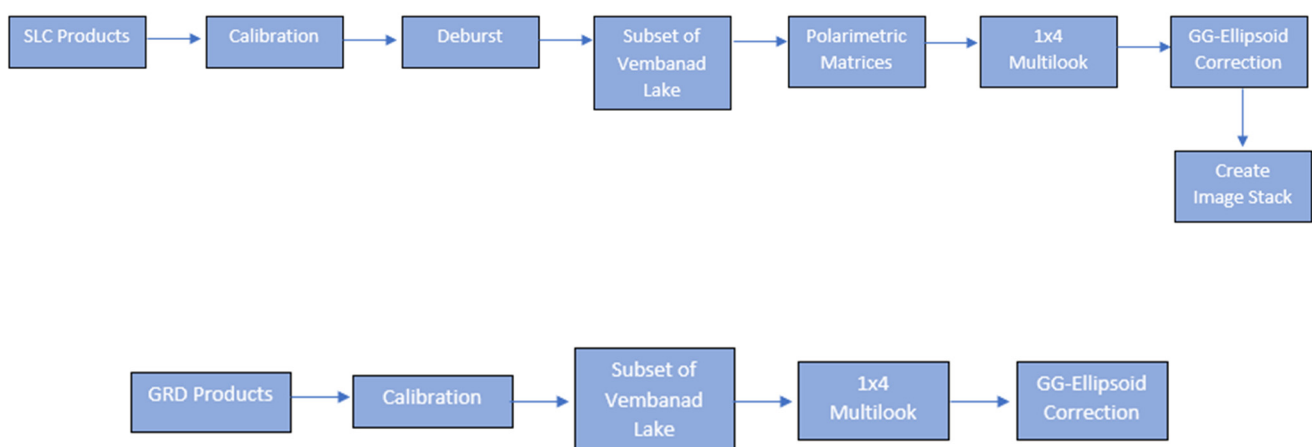 SLC Products
Calibration
Deburst
Subset of
Vembanad
Lake
Polarimetric
Matrices
1x4
Multilook
GG-Ellipsoid
Correction
Create
Image Stack
GRD Products
Calibration
Subset of
Vembanad
Lake
1x4
Multilook
GG-Ellipsoid
Correction